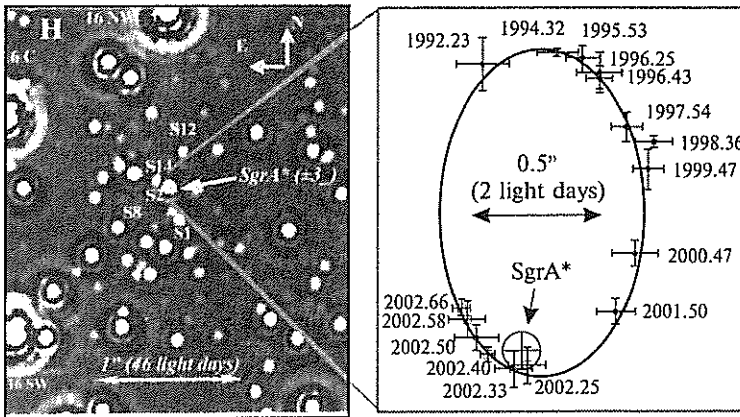 H
16 NW
N
E
6 C
S12
S14
SgrA*
S2
S8
S1
1" (46 light days)
16 SW
1992.23
1994.32
1995.53
1996.25
1996.43
1997.54
1998.36
1999.47
0.5"
(2 light days)
SgrA*
2000.47
2001.50
2002.66
2002.58
2002.50
2002.40
2002.33
2002.25